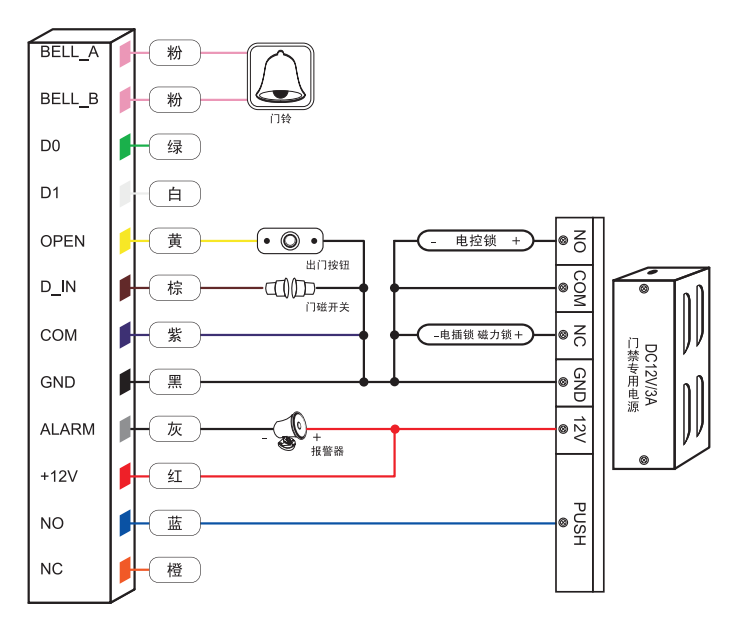 BELL_A 粉
BELL_B 粉
门铃
D0 绿
D1 白
OPEN 黄
出门按钮
- 电控锁 +
NO
D_IN 棕
门磁开关
COM
COM 紫
-电插锁 磁力锁+
NC
GND 黑
GND
ALARM 灰
- +
报警器
12V
+12V 红
NO 蓝
PUSH
NC 橙
DC12V/3A
门禁专用电源